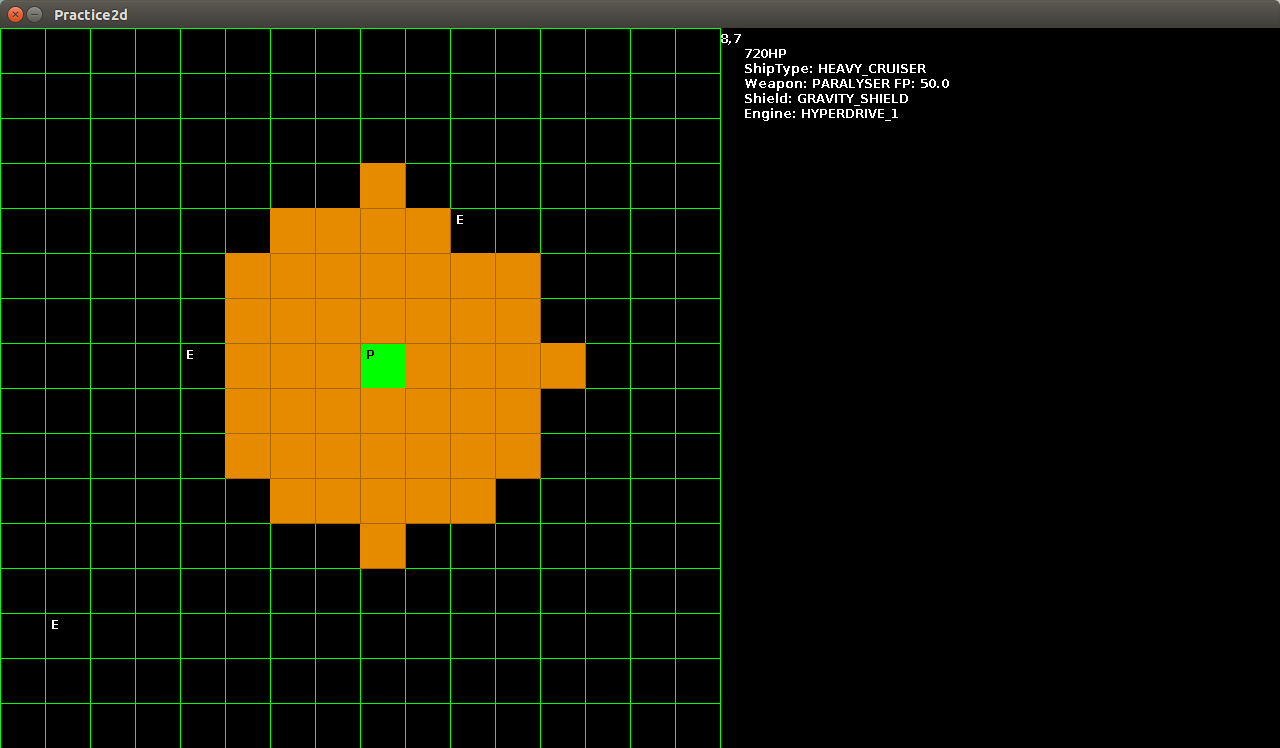 Practice2d
8,7
720HP
ShipType: HEAVY_CRUISER
Weapon: PARALYSER FP: 50.0
Shield: GRAVITY_SHIELD
Engine: HYPERDRIVE_1
E
E
P
E